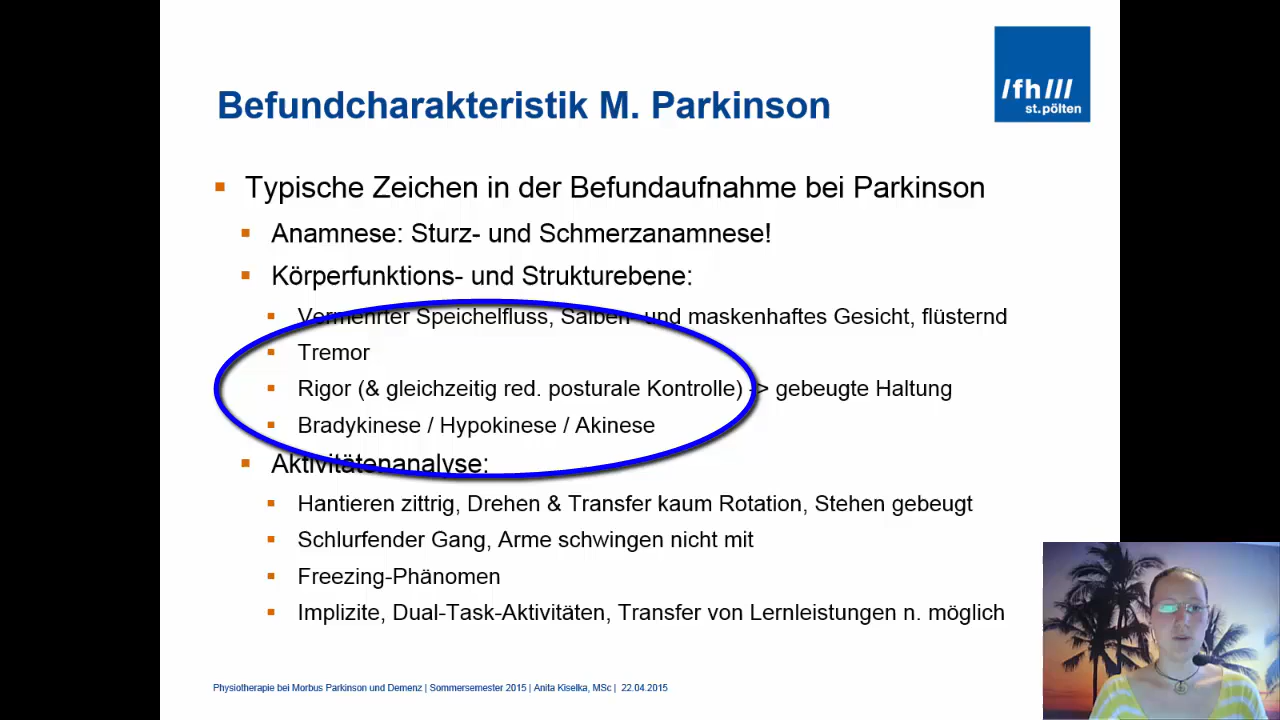 /fh///
st.pölten
Befundcharakteristik M. Parkinson
Typische Zeichen in der Befundaufnahme bei Parkinson
Anamnese: Sturz- und Schmerzanamnese!
Körperfunktions- und Strukturebene:
Vermehrter Speichelfluss, Salben- und maskenhaftes Gesicht, flüsternd
Tremor
Rigor (& gleichzeitig red. posturale Kontrolle) -> gebeugte Haltung
Bradykinese / Hypokinese / Akinese
Aktivitätenanalyse:
Hantieren zittrig, Drehen & Transfer kaum Rotation, Stehen gebeugt
Schlurfender Gang, Arme schwingen nicht mit
Freezing-Phänomen
Implizite, Dual-Task-Aktivitäten, Transfer von Lernleistungen n. möglich
Physiotherapie bei Morbus Parkinson und Demenz | Sommersemester 2015 | Anita Kiselka, MSc | 22.04.2015